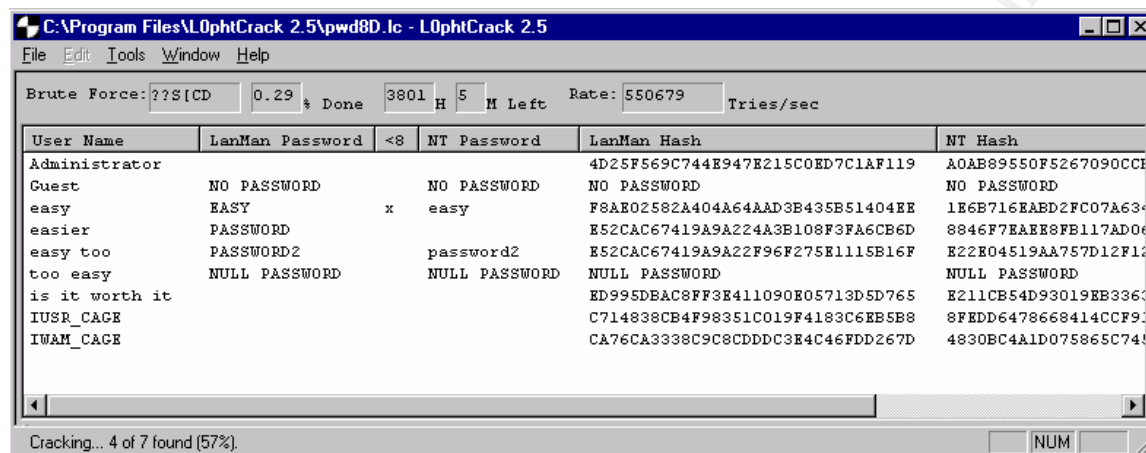 C:\Program Files\L0phtCrack 2.5\pwd8D.lc - L0phtCrack 2.5
File Edit Tools Window Help
Brute Force: ??S[CD 0.29 % Done 3801 H 5 M Left Rate: 550679 Tries/sec
User Name LanMan Password <8 NT Password LanMan Hash NT Hash
Administrator 4D25F569C744E947E215C0ED7C1AF119 A0AB89550F5267090CC
Guest NO PASSWORD NO PASSWORD NO PASSWORD NO PASSWORD
easy EASY x easy F8AE02582A404A64AAD3B435B51404EE 1E6B716EABD2FC07A634
easier PASSWORD E52CAC67419A9A224A3B108F3FA6CB6D 8846F7EAEE8FB117AD06
easy too PASSWORD2 password2 E52CAC67419A9A22F96F275E1115B16F E22E04519AA757D12F12
too easy NULL PASSWORD NULL PASSWORD NULL PASSWORD NULL PASSWORD
is it worth it ED995DBAC8FF3E411090E05713D5D765 E211CB54D93019EB3363
IUSR_CAGE C714838CB4F98351C019F4183C6EB5B8 8FEDD6478668414CCF9
IWAM_CAGE CA76CA3338C9C8CDDDC3E4C46FDD267D 4830BC4A1D075865C74
Cracking... 4 of 7 found (57%). NUM